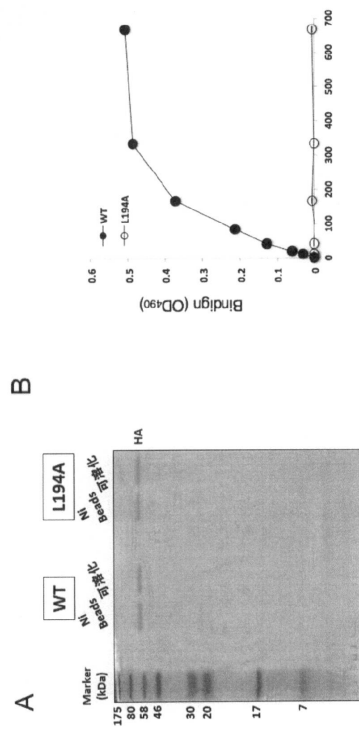 A
WT
L194A
Marker
(kDa)
Ni
Beads
可溶化
Ni
Beads
可溶化
175
80
58
46
30
20
17
7
HA
B
Bindign (OD490)
0.6
0.5
0.4
0.3
0.2
0.1
0
WT
L194A
0
100
200
300
400
500
600
700